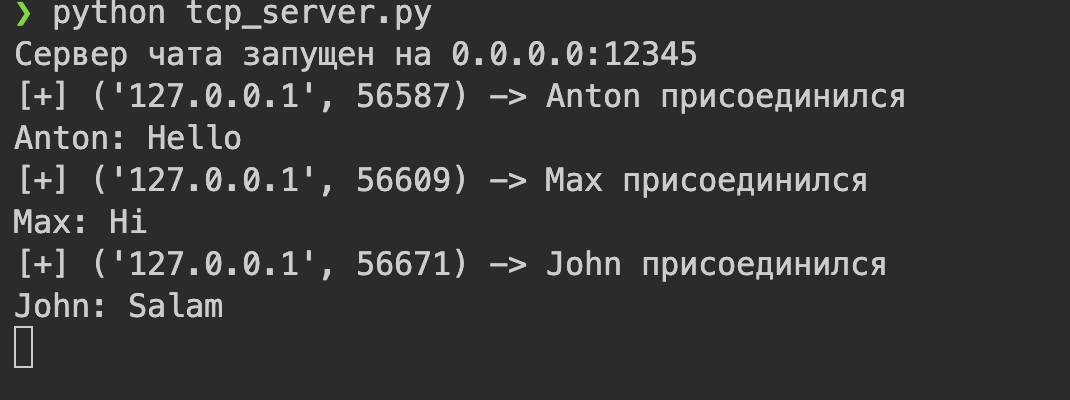 ❯ python tcp_server.py
Сервер чата запущен на 0.0.0.0:12345
[+] ('127.0.0.1', 56587) -> Anton присоединился
Anton: Hello
[+] ('127.0.0.1', 56609) -> Max присоединился
Max: Hi
[+] ('127.0.0.1', 56671) -> John присоединился
John: Salam